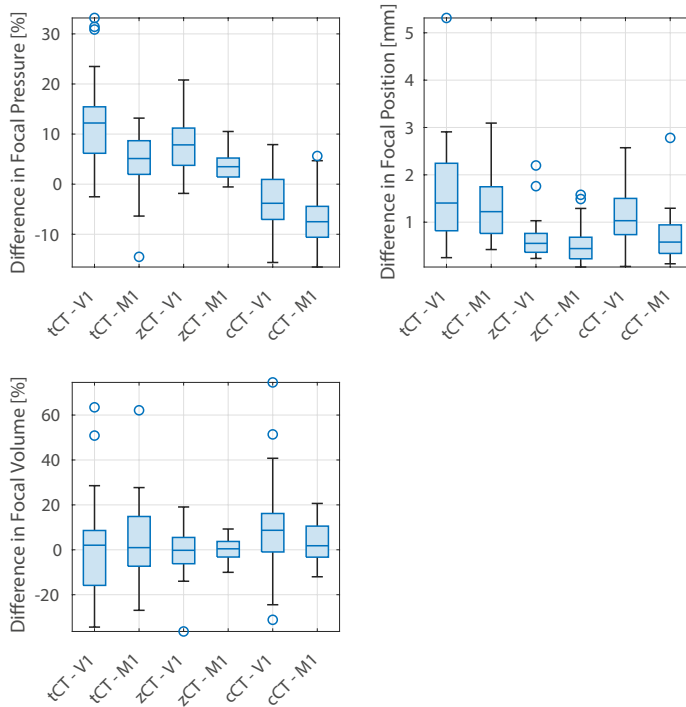 Difference in Focal Pressure [%]
30
20
10
0
-10
tCT - V1
tCT - M1
zCT - V1
zCT - M1
cCT - V1
cCT - M1
Difference in Focal Position [mm]
5
4
3
2
1
tCT - V1
tCT - M1
zCT - V1
zCT - M1
cCT - V1
cCT - M1
Difference in Focal Volume [%]
60
40
20
0
-20
tCT - V1
tCT - M1
zCT - V1
zCT - M1
cCT - V1
cCT - M1